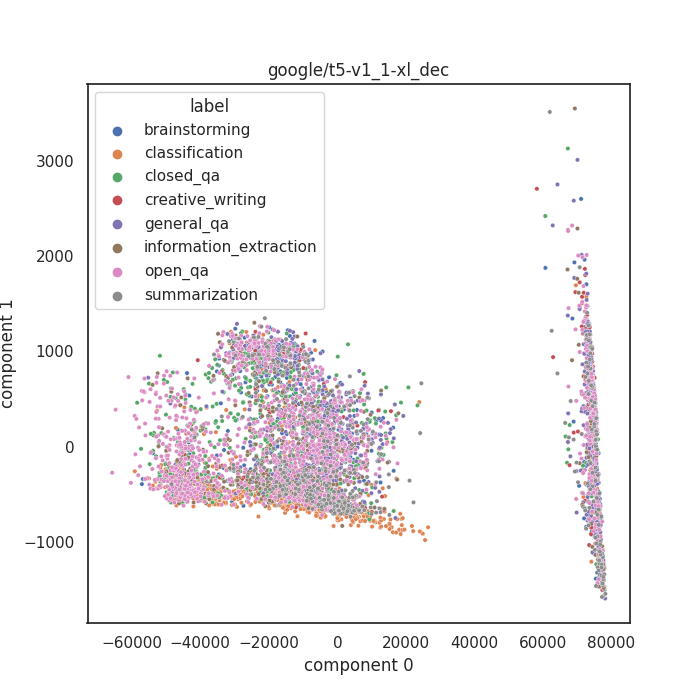 google/t5-v1_1-xl_dec
label
brainstorming
classification
closed_qa
creative_writing
general_qa
information_extraction
open_qa
summarization
3000
2000
1000
0
−1000
component 1
−60000 −40000 −20000 0 20000 40000 60000 80000
component 0